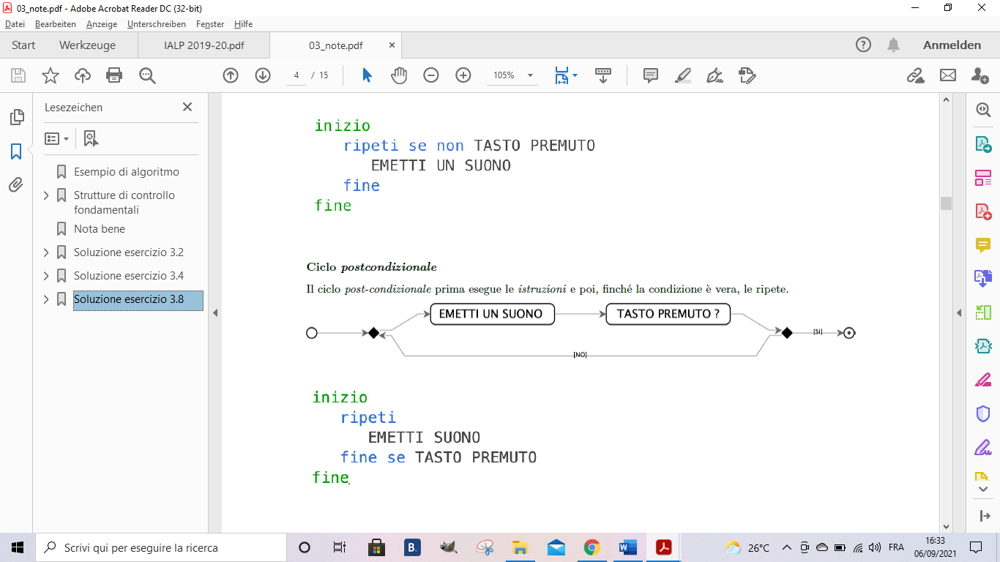 03_note.pdf - Adobe Acrobat Reader DC (32-bit)
Datei Bearbeiten Anzeige Unterschreiben Fenster Hilfe
Start Werkzeuge IALP 2019-20.pdf 03_note.pdf × Anmelden
4 / 15 105%
Lesezeichen
Esempio di algoritmo
Strutture di controllo
fondamentali
Nota bene
Soluzione esercizio 3.2
Soluzione esercizio 3.4
Soluzione esercizio 3.8
inizio
ripeti se non TASTO PREMUTO
EMETTI UN SUONO
fine
fine
Ciclo postcondizionale
Il ciclo post-condizionale prima esegue le istruzioni e poi, finché la condizione è vera, le ripete.
EMETTI UN SUONO TASTO PREMUTO ?
[SI]
[NO]
inizio
ripeti
EMETTI SUONO
fine se TASTO PREMUTO
fine.
Scrivi qui per eseguire la ricerca
B.
26°C
FRA
16:33
06/09/2021